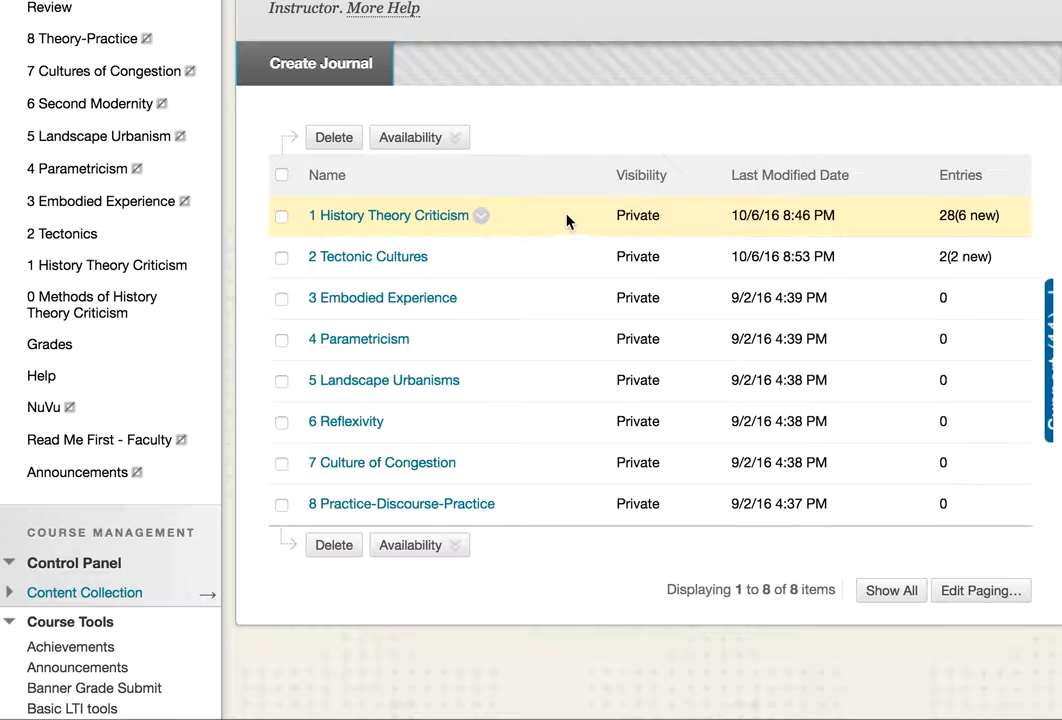 Review
8 Theory-Practice
7 Cultures of Congestion
6 Second Modernity
5 Landscape Urbanism
4 Parametricism
3 Embodied Experience
2 Tectonics
1 History Theory Criticism
0 Methods of History
Theory Criticism
Grades
Help
NuVu
Read Me First - Faculty
Announcements
COURSE MANAGEMENT
Control Panel
Content Collection
Course Tools
Achievements
Announcements
Banner Grade Submit
Basic LTI tools
Instructor. More Help
Create Journal
Delete Availability
Name Visibility Last Modified Date Entries
1 History Theory Criticism Private 10/6/16 8:46 PM 28(6 new)
2 Tectonic Cultures Private 10/6/16 8:53 PM 2(2 new)
3 Embodied Experience Private 9/2/16 4:39 PM 0
4 Parametricism Private 9/2/16 4:39 PM 0
5 Landscape Urbanisms Private 9/2/16 4:38 PM 0
6 Reflexivity Private 9/2/16 4:38 PM 0
7 Culture of Congestion Private 9/2/16 4:38 PM 0
8 Practice-Discourse-Practice Private 9/2/16 4:37 PM 0
Delete Availability
Displaying 1 to 8 of 8 items Show All Edit Paging...